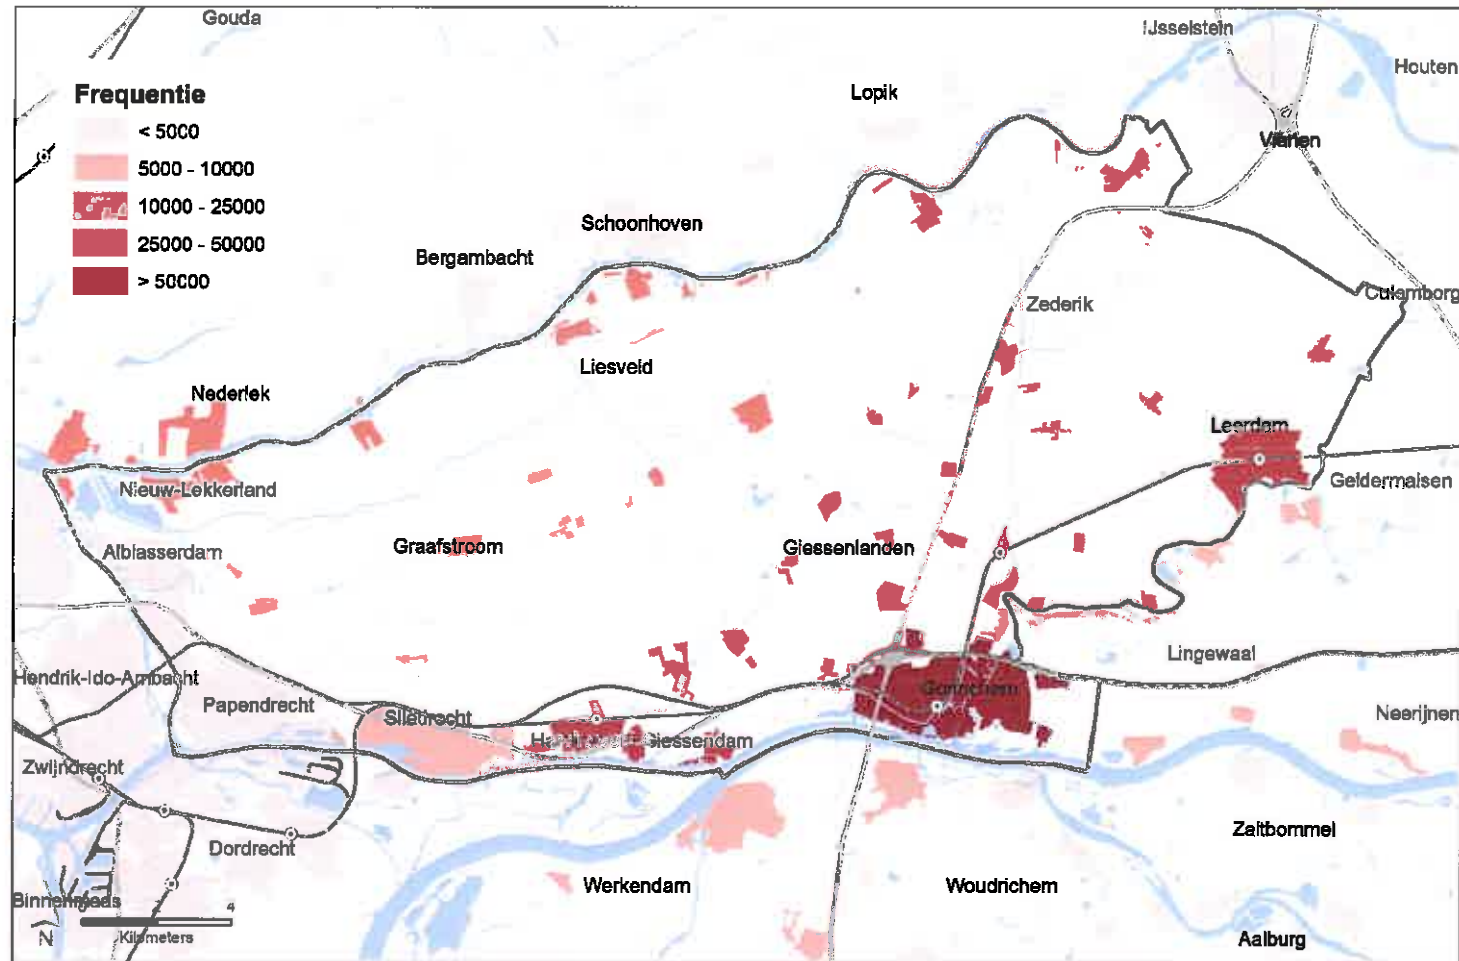 Gouda
IJsselstein
Houten
Frequentie
< 5000
5000 - 10000
10000 - 25000
25000 - 50000
> 50000
Lopik
Vianen
Schoonhoven
Bergambacht
Zederik
Culemborg
Liesveld
Nederlek
Leerdam
Nieuw-Lekkerland
Geldermalsen
Alblasserdam
Graafstroom
Giessenlanden
Lingewaal
Hendrik-Ido-Ambacht
Papendrecht
Sliedrecht
Gorinchem
Neerijnen
Giessendam
Zwijndrecht
Dordrecht
Zaltbommel
Werkendam
Woudrichem
Binnenmaas
4
N
Kilometers
Aalburg